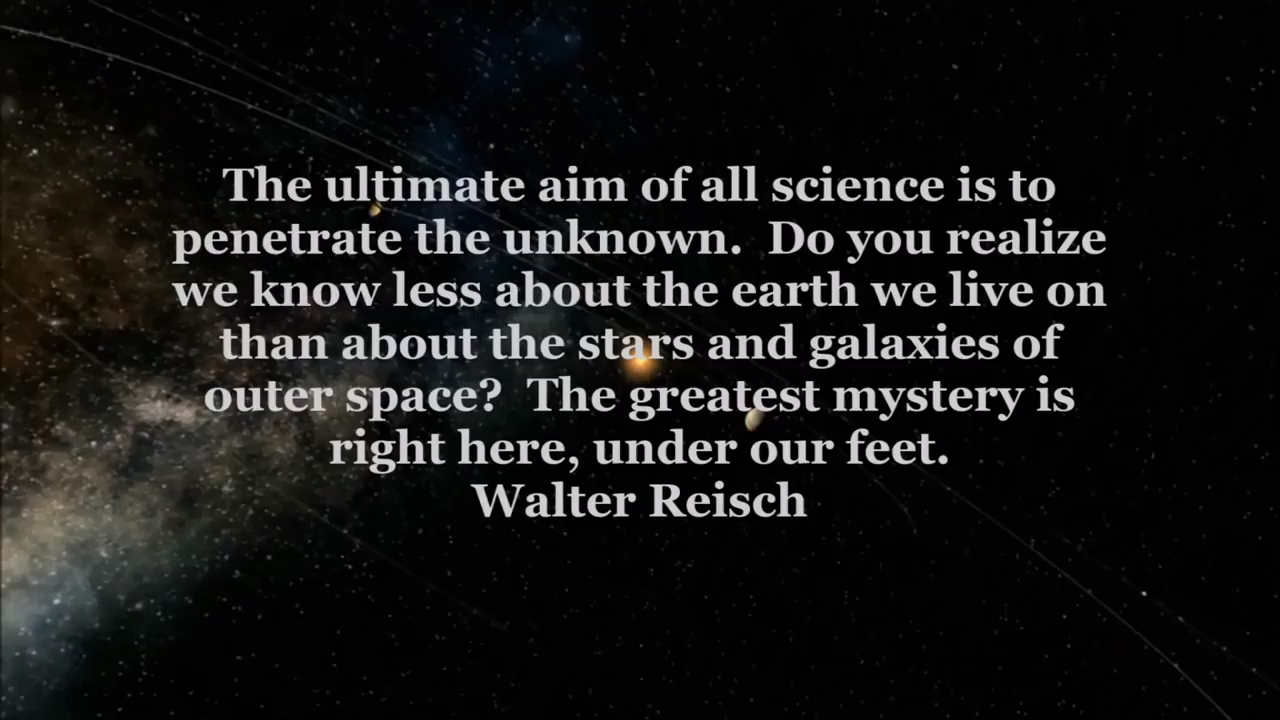 The ultimate aim of all science is to
penetrate the unknown.  Do you realize
we know less about the earth we live on
than about the stars and galaxies of
outer space?  The greatest mystery is
right here, under our feet.
Walter Reisch